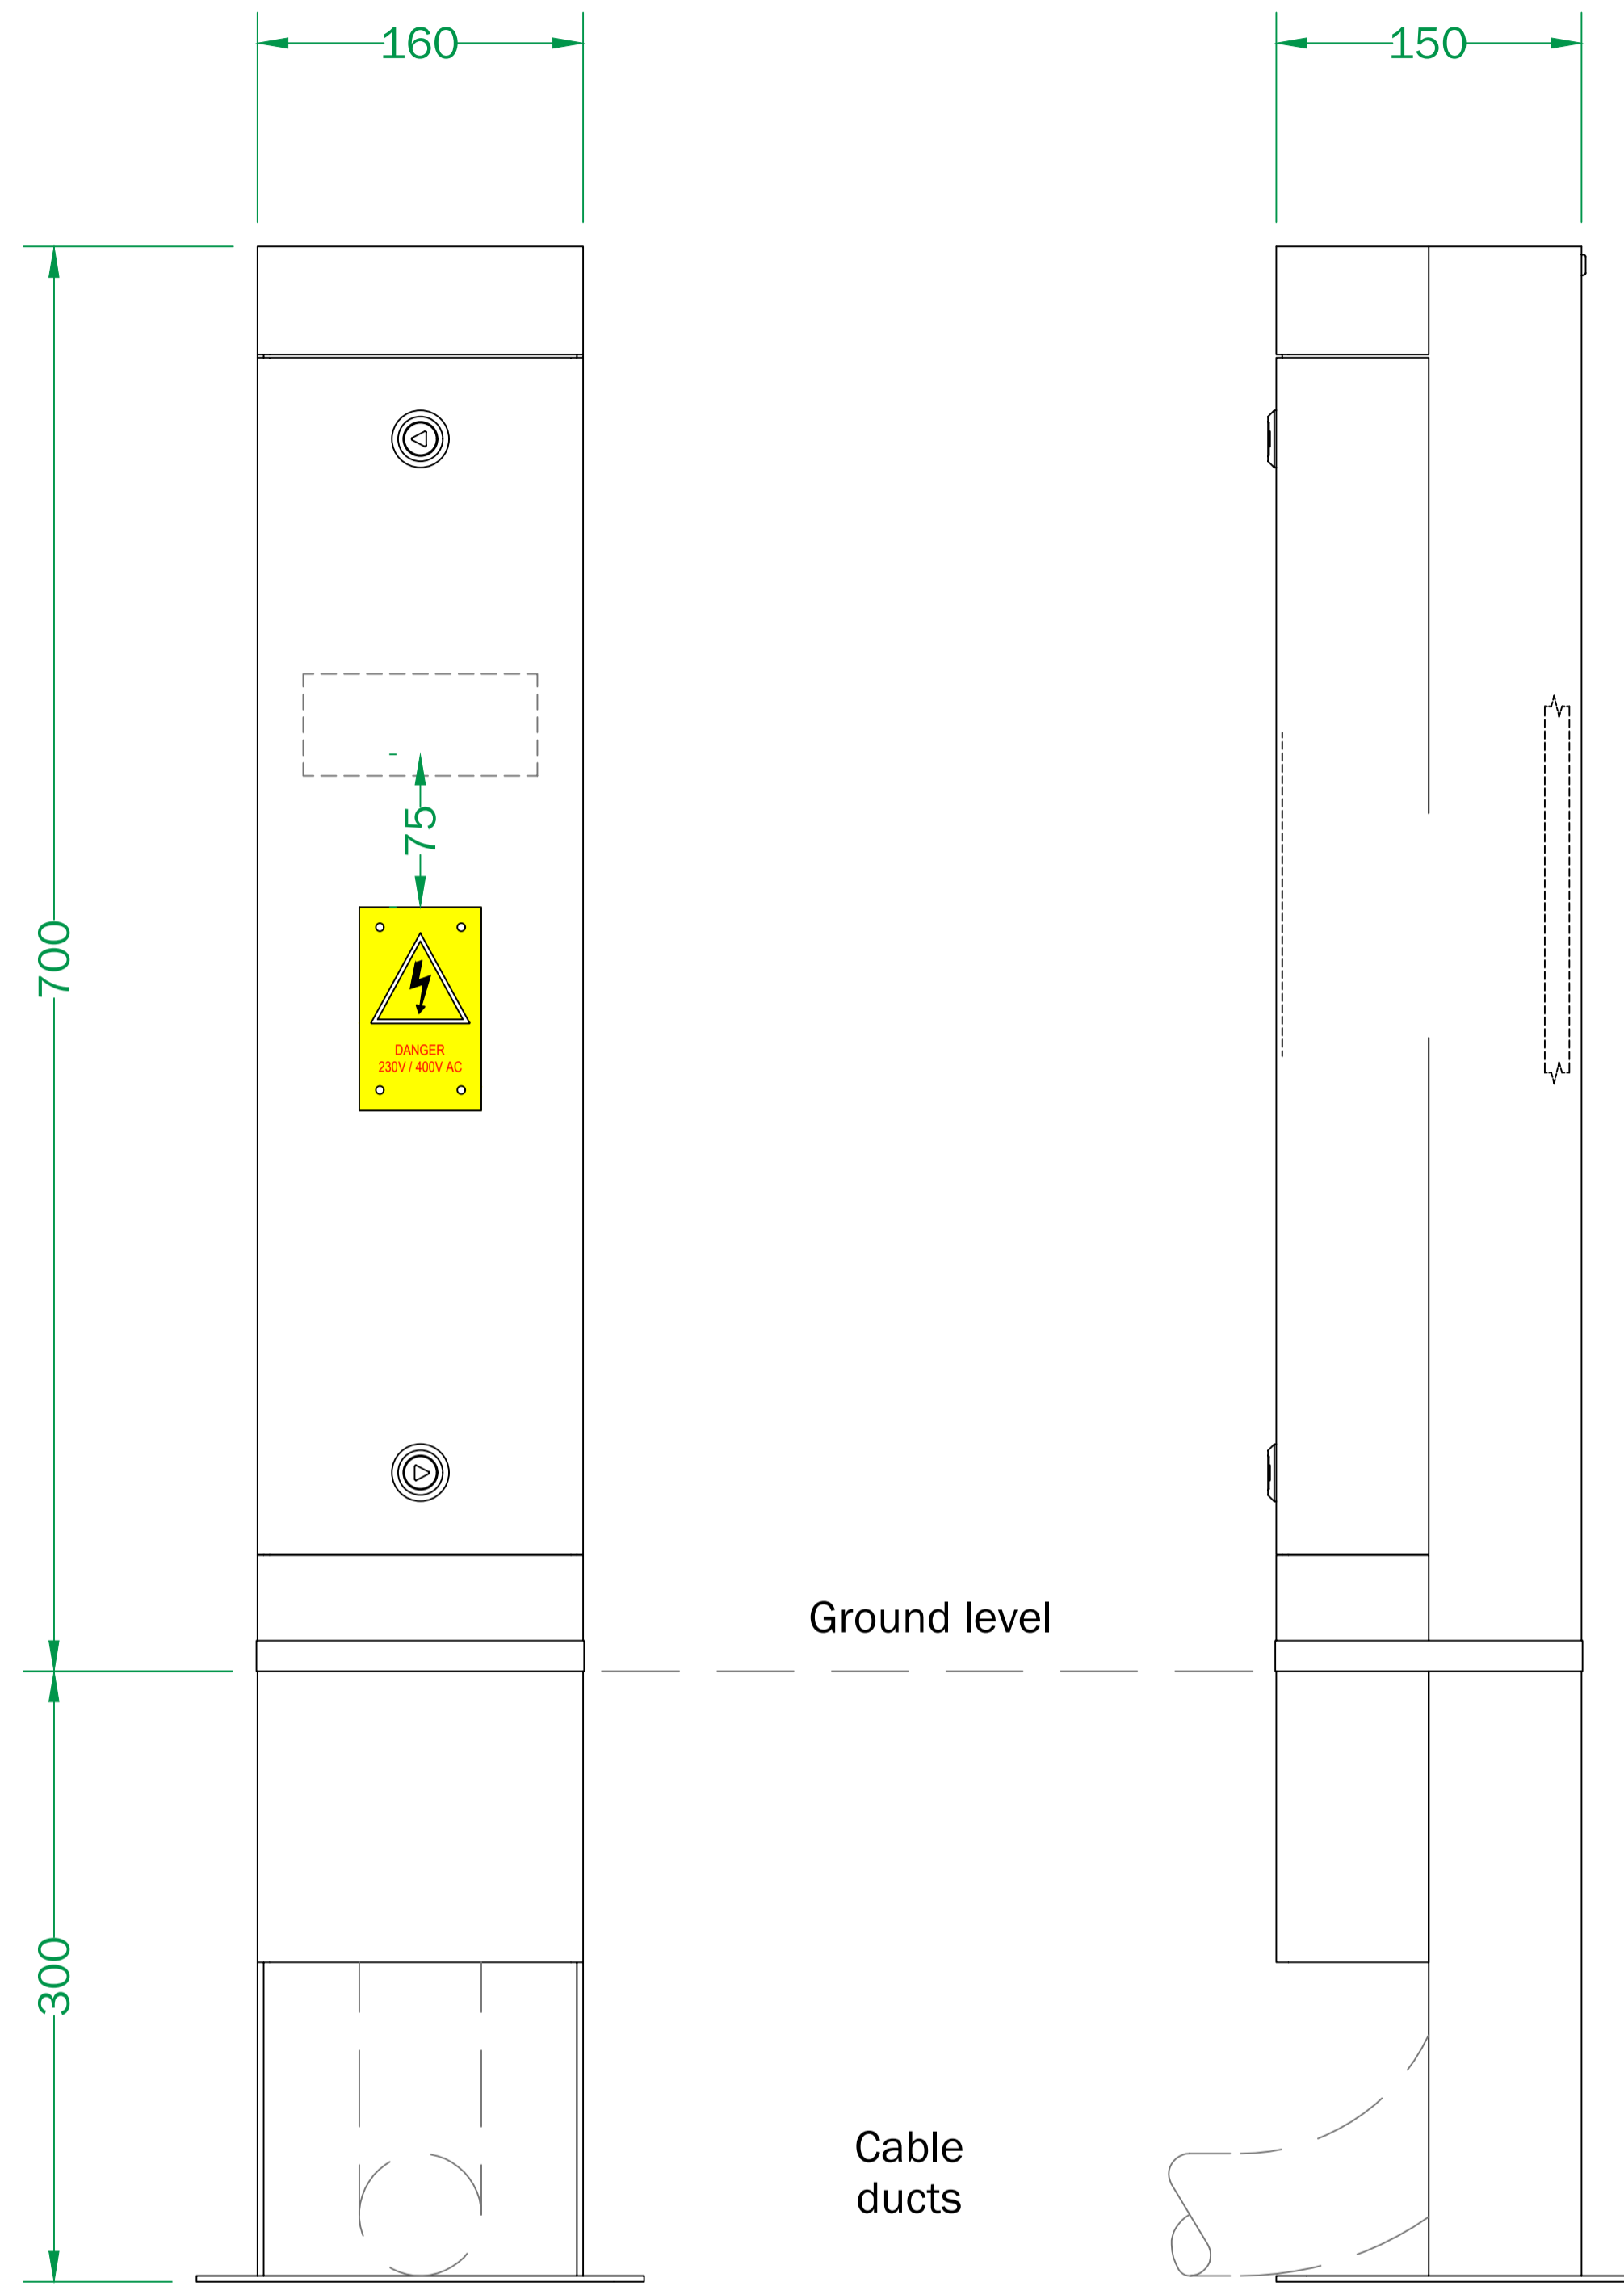 160
150
75
700
DANGER
230V / 400V AC
Ground level
300
Cable
ducts